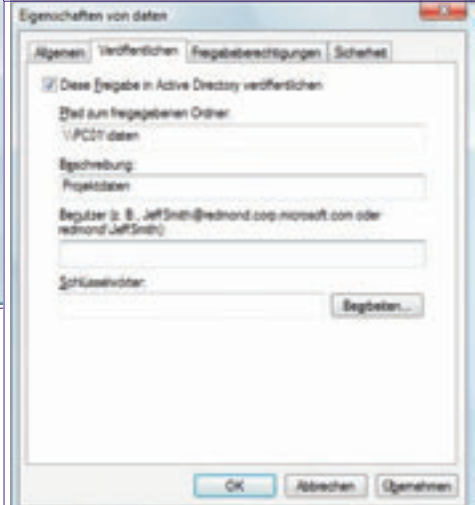 Eigenschaften von daten
Allgemein Veröffentlichen Freigabeberechtigungen Sicherheit
Diese Freigabe in Active Directory veröffentlichen
Pfad zum freigegebenen Ordner:
\\PC01\daten
Beschreibung:
Projektdaten
Besitzer (z. B. JeffSmith@redmond.corp.microsoft.com oder
redmond\JeffSmith):
Schlüsselwörter:
Bearbeiten...
OK Abbrechen Übernehmen